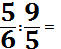 5/6 : 9/5 =